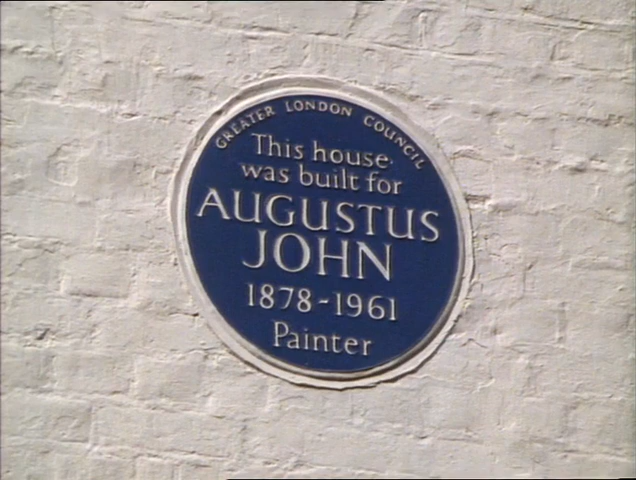 GREATER LONDON COUNCIL
This house
was built for
AUGUSTUS
JOHN
1878-1961
Painter